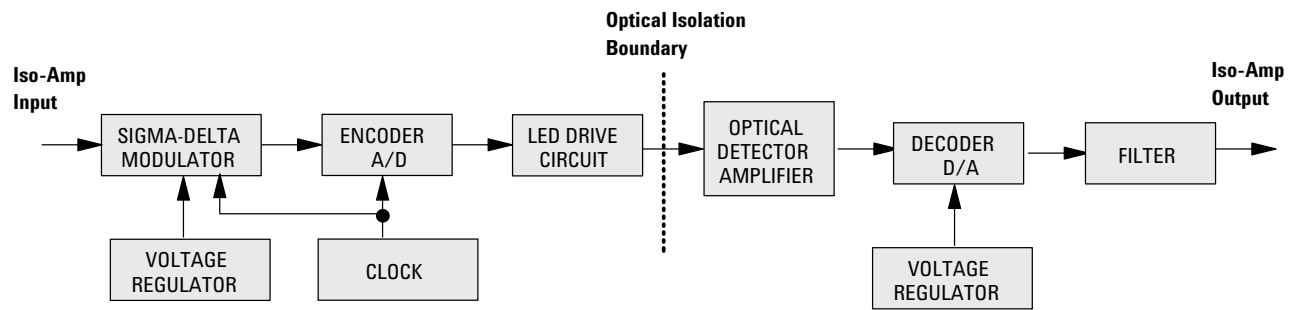 Optical Isolation
Boundary
Iso-Amp
Input
Iso-Amp
Output
SIGMA-DELTA
MODULATOR
ENCODER
A/D
LED DRIVE
CIRCUIT
OPTICAL
DETECTOR
AMPLIFIER
DECODER
D/A
FILTER
VOLTAGE
REGULATOR
CLOCK
VOLTAGE
REGULATOR